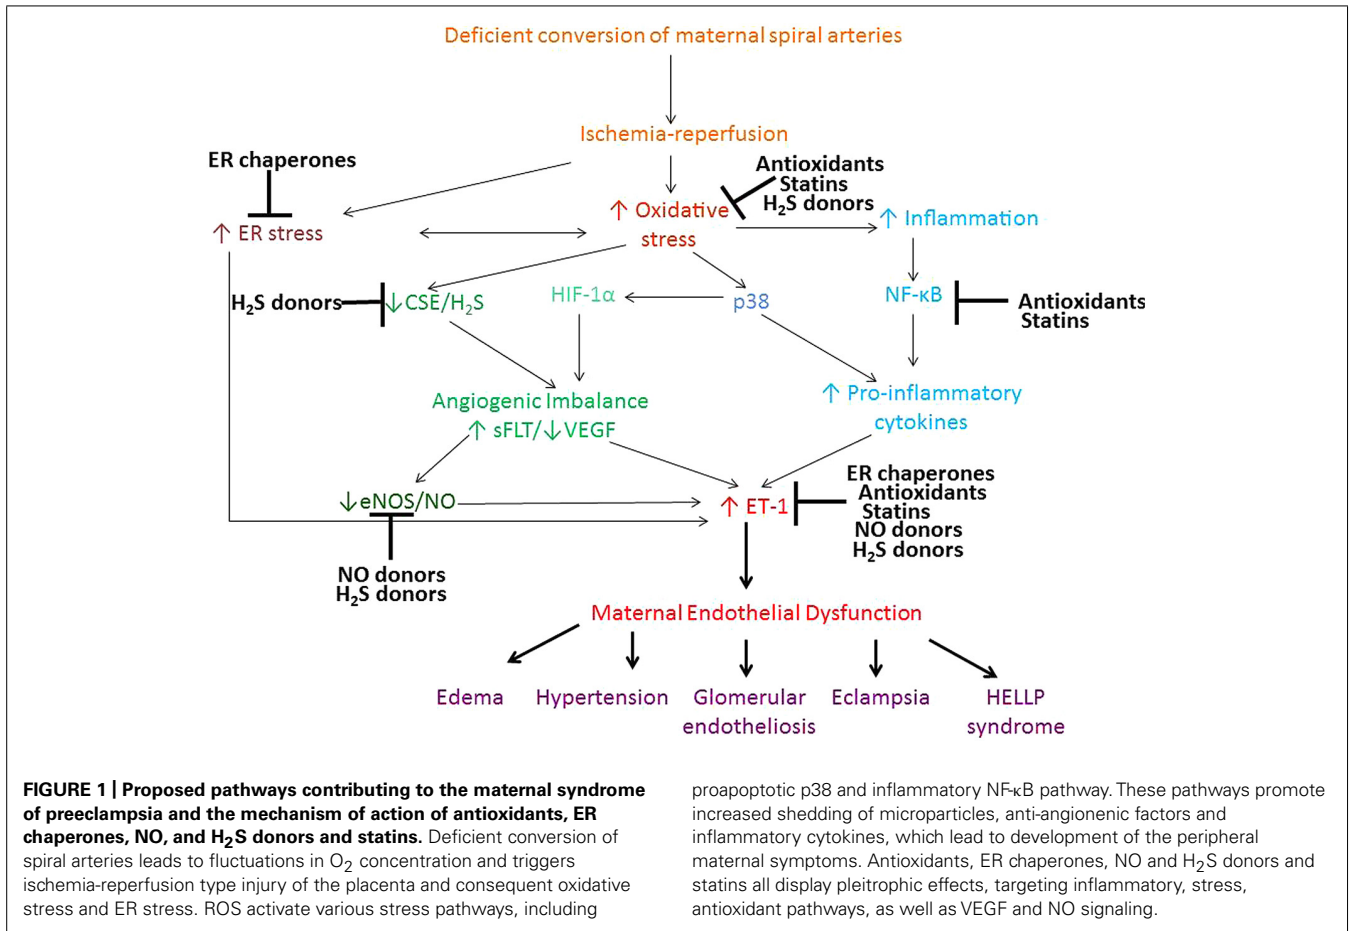 Deficient conversion of maternal spiral arteries
Ischemia-reperfusion
ER chaperones
Antioxidants
Statins
H₂S donors
↑ ER stress
↑ Oxidative
stress
↑ Inflammation
H₂S donors
↓CSE/H₂S
HIF-1α
p38
NF-κB
Antioxidants
Statins
Angiogenic Imbalance
↑ sFLT/↓VEGF
↑ Pro-inflammatory
cytokines
↓eNOS/NO
↑ ET-1
ER chaperones
Antioxidants
Statins
NO donors
H₂S donors
NO donors
H₂S donors
Maternal Endothelial Dysfunction
Edema
Hypertension
Glomerular
endotheliosis
Eclampsia
HELLP
syndrome
FIGURE 1 | Proposed pathways contributing to the maternal syndrome
of preeclampsia and the mechanism of action of antioxidants, ER
chaperones, NO, and H₂S donors and statins. Deficient conversion of
spiral arteries leads to fluctuations in O₂ concentration and triggers
ischemia-reperfusion type injury of the placenta and consequent oxidative
stress and ER stress. ROS activate various stress pathways, including
proapoptotic p38 and inflammatory NF-κB pathway. These pathways promote
increased shedding of microparticles, anti-angionenic factors and
inflammatory cytokines, which lead to development of the peripheral
maternal symptoms. Antioxidants, ER chaperones, NO and H₂S donors and
statins all display pleitrophic effects, targeting inflammatory, stress,
antioxidant pathways, as well as VEGF and NO signaling.